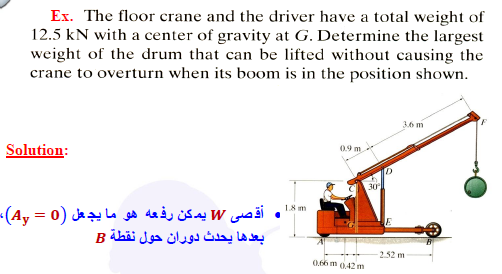 Ex. The floor crane and the driver have a total weight of
12.5 kN with a center of gravity at G. Determine the largest
weight of the drum that can be lifted without causing the
crane to overturn when its boom is in the position shown.
Solution:
• أقصى W يمكن رفعه هو ما يجعل (A_y = 0)،
بعدها يحدث دوران حول نقطة B
3.6 m
F
0.9 m
D
C
30°
1.8 m
G
E
A
B
2.52 m
0.66 m
0.42 m